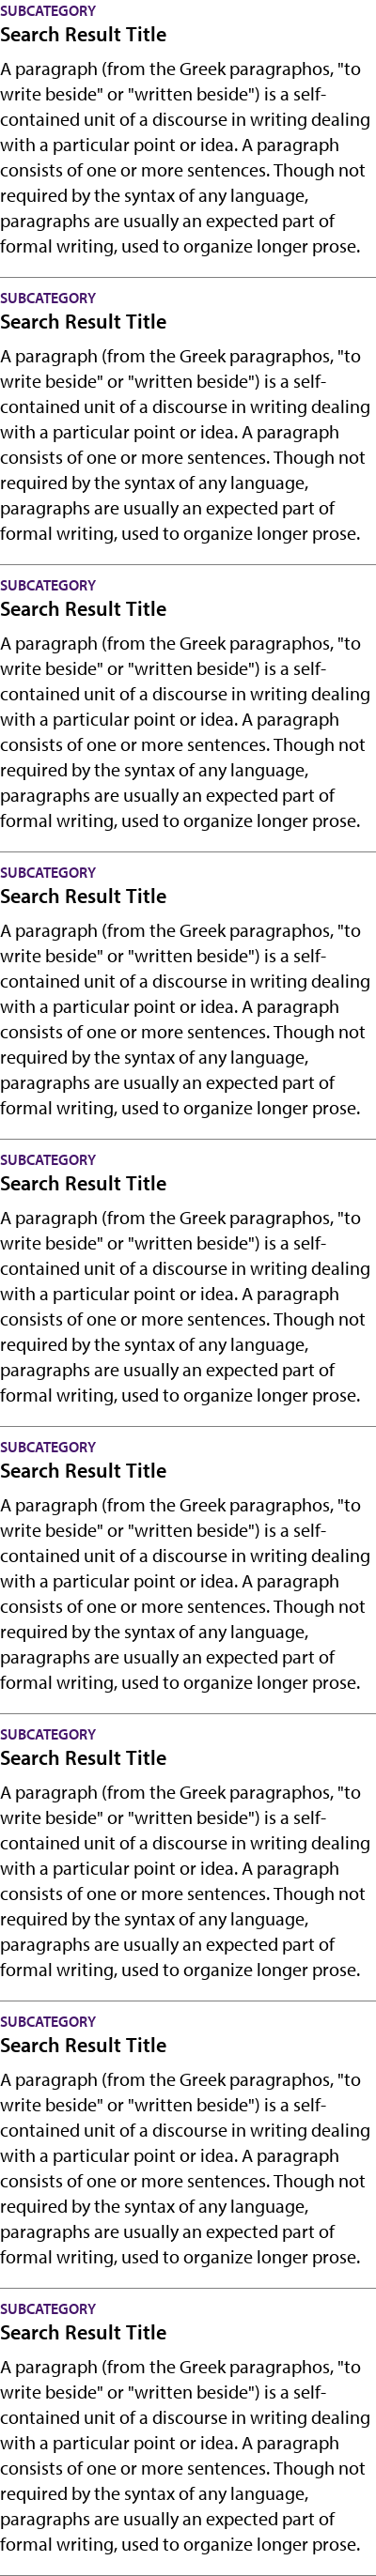 SUBCATEGORY
Search Result Title
A paragraph (from the Greek paragraphos, "to
write beside" or "written beside") is a self-
contained unit of a discourse in writing dealing
with a particular point or idea. A paragraph
consists of one or more sentences. Though not
required by the syntax of any language,
paragraphs are usually an expected part of
formal writing, used to organize longer prose.
SUBCATEGORY
Search Result Title
A paragraph (from the Greek paragraphos, "to
write beside" or "written beside") is a self-
contained unit of a discourse in writing dealing
with a particular point or idea. A paragraph
consists of one or more sentences. Though not
required by the syntax of any language,
paragraphs are usually an expected part of
formal writing, used to organize longer prose.
SUBCATEGORY
Search Result Title
A paragraph (from the Greek paragraphos, "to
write beside" or "written beside") is a self-
contained unit of a discourse in writing dealing
with a particular point or idea. A paragraph
consists of one or more sentences. Though not
required by the syntax of any language,
paragraphs are usually an expected part of
formal writing, used to organize longer prose.
SUBCATEGORY
Search Result Title
A paragraph (from the Greek paragraphos, "to
write beside" or "written beside") is a self-
contained unit of a discourse in writing dealing
with a particular point or idea. A paragraph
consists of one or more sentences. Though not
required by the syntax of any language,
paragraphs are usually an expected part of
formal writing, used to organize longer prose.
SUBCATEGORY
Search Result Title
A paragraph (from the Greek paragraphos, "to
write beside" or "written beside") is a self-
contained unit of a discourse in writing dealing
with a particular point or idea. A paragraph
consists of one or more sentences. Though not
required by the syntax of any language,
paragraphs are usually an expected part of
formal writing, used to organize longer prose.
SUBCATEGORY
Search Result Title
A paragraph (from the Greek paragraphos, "to
write beside" or "written beside") is a self-
contained unit of a discourse in writing dealing
with a particular point or idea. A paragraph
consists of one or more sentences. Though not
required by the syntax of any language,
paragraphs are usually an expected part of
formal writing, used to organize longer prose.
SUBCATEGORY
Search Result Title
A paragraph (from the Greek paragraphos, "to
write beside" or "written beside") is a self-
contained unit of a discourse in writing dealing
with a particular point or idea. A paragraph
consists of one or more sentences. Though not
required by the syntax of any language,
paragraphs are usually an expected part of
formal writing, used to organize longer prose.
SUBCATEGORY
Search Result Title
A paragraph (from the Greek paragraphos, "to
write beside" or "written beside") is a self-
contained unit of a discourse in writing dealing
with a particular point or idea. A paragraph
consists of one or more sentences. Though not
required by the syntax of any language,
paragraphs are usually an expected part of
formal writing, used to organize longer prose.
SUBCATEGORY
Search Result Title
A paragraph (from the Greek paragraphos, "to
write beside" or "written beside") is a self-
contained unit of a discourse in writing dealing
with a particular point or idea. A paragraph
consists of one or more sentences. Though not
required by the syntax of any language,
paragraphs are usually an expected part of
formal writing, used to organize longer prose.